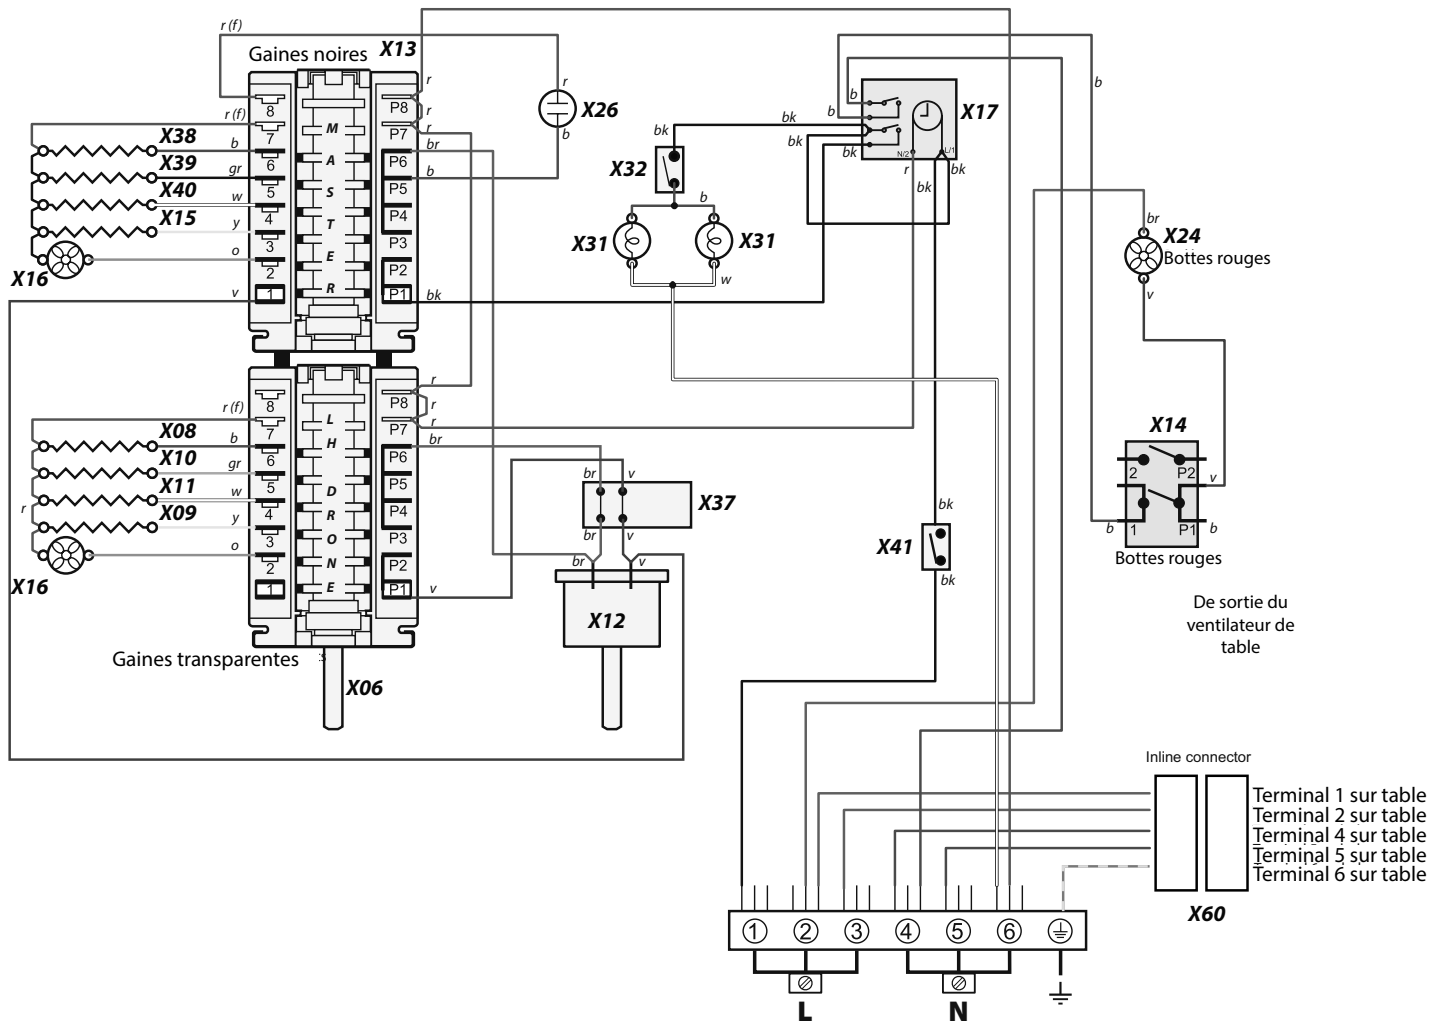 r (f)
Gaines noires
X13
r
r
r
r
X26
b
X17
b
b
b
bk
bk
bk
bk
X32
N/2
L/1
r
bk
bk
r (f)
X38
b
X39
gr
X40
w
X15
y
o
X16
v
8
7
6
5
4
3
2
1
M
A
S
T
E
R
P8
P7
P6
P5
P4
P3
P2
P1
br
b
bk
b
X31
X31
w
br
X24
Bottes rouges
v
r (f)
X08
b
X10
gr
X11
w
X09
r
y
o
X16
8
7
6
5
4
3
2
1
L
H
D
R
O
N
E
P8
P7
P6
P5
P4
P3
P2
P1
r
r
r
br
v
br
v
X37
br
v
br
v
X12
bk
X41
bk
X14
2
P2
v
b
1
P1
b
Bottes rouges
De sortie du
ventilateur de
table
Gaines transparentes
X06
Inline connector
Terminal 1 sur table
Terminal 2 sur table
Terminal 4 sur table
Terminal 5 sur table
Terminal 6 sur table
X60
1
2
3
4
5
6
L
N